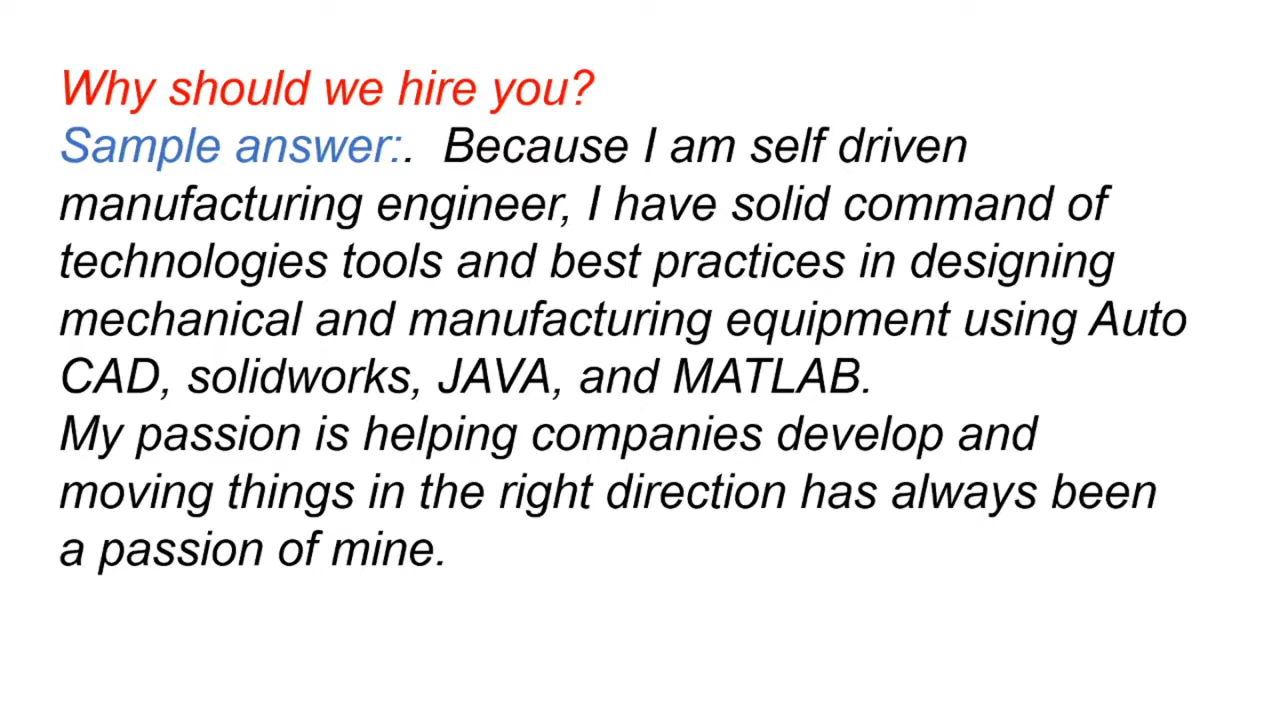 Why should we hire you?
Sample answer:.  Because I am self driven
manufacturing engineer, I have solid command of
technologies tools and best practices in designing
mechanical and manufacturing equipment using Auto
CAD, solidworks, JAVA, and MATLAB.
My passion is helping companies develop and
moving things in the right direction has always been
a passion of mine.